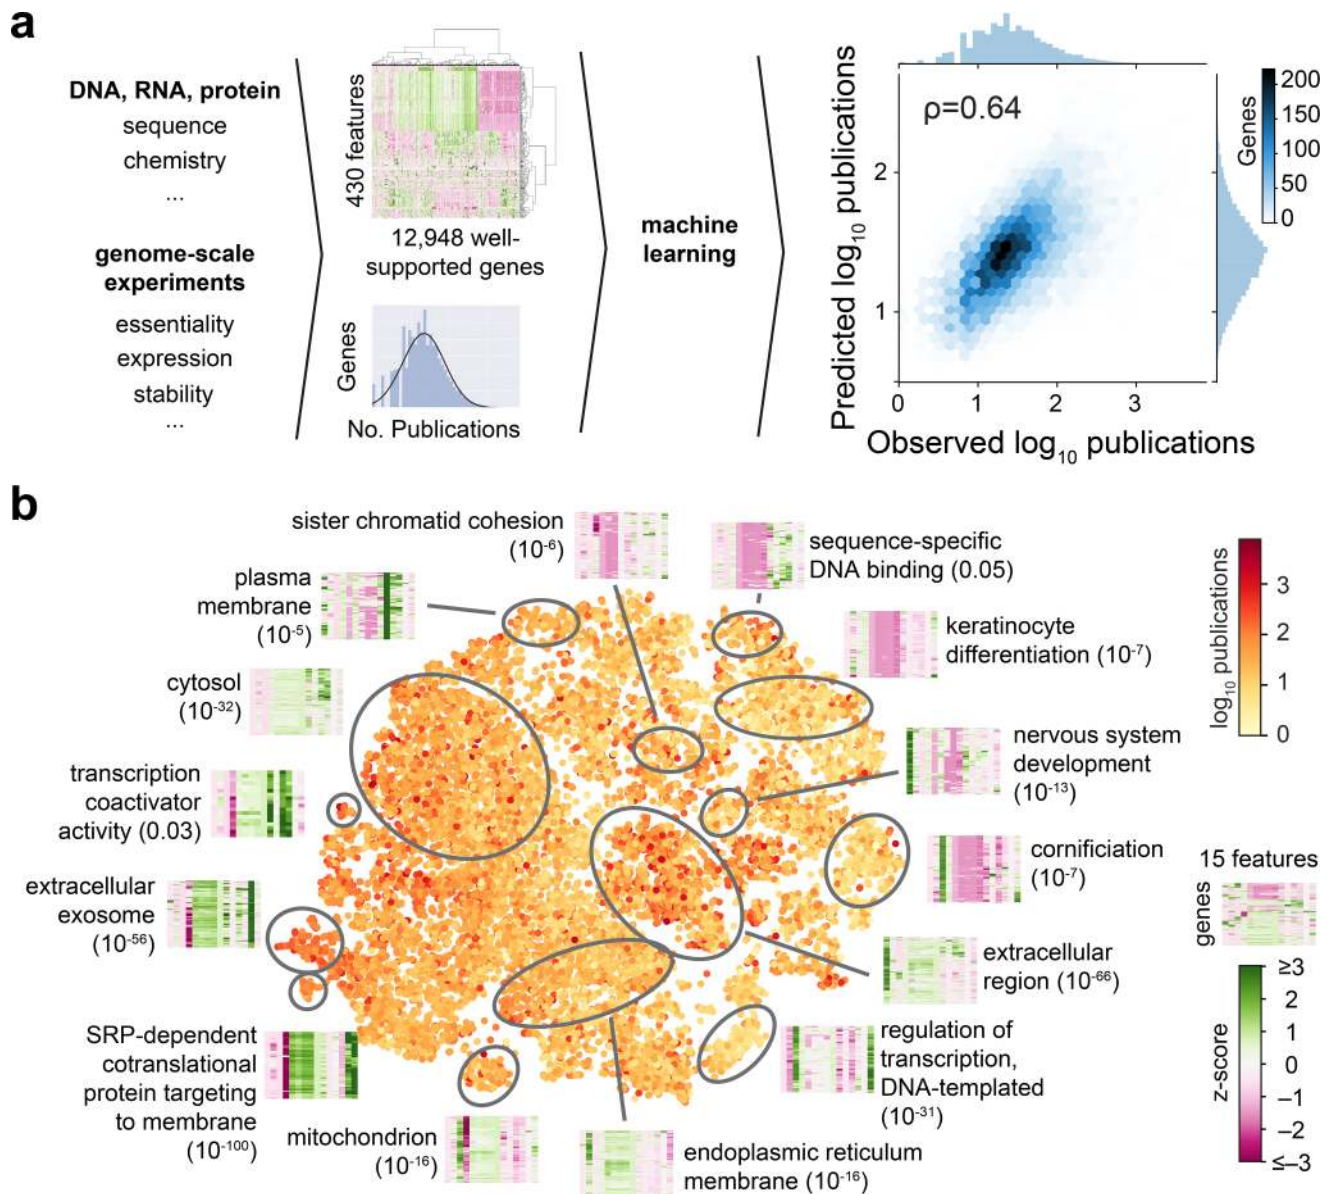 a
DNA, RNA, protein
sequence
chemistry
...
genome-scale
experiments
essentiality
expression
stability
...
430 features
12,948 well-
supported genes
Genes
No. Publications
machine
learning
Predicted log10 publications
ρ=0.64
2
1
0
1
2
3
Observed log10 publications
Genes
200
150
100
50
0
b
sister chromatid cohesion
(10-6)
sequence-specific
DNA binding (0.05)
plasma
membrane
(10-5)
keratinocyte
differentiation (10-7)
cytosol
(10-32)
nervous system
development
(10-13)
transcription
coactivator
activity (0.03)
cornificiation
(10-7)
extracellular
exosome
(10-56)
extracellular
region (10-66)
SRP-dependent
cotranslational
protein targeting
to membrane
(10-100)
regulation of
transcription,
DNA-templated
(10-31)
mitochondrion
(10-16)
endoplasmic reticulum
membrane (10-16)
log10 publications
3
2
1
0
15 features
genes
z-score
≥3
2
1
0
−1
−2
≤−3